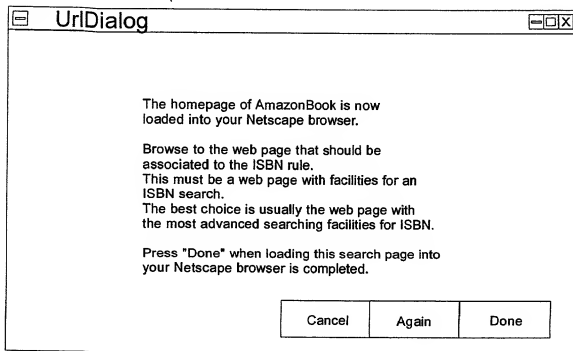 UrlDialog
The homepage of AmazonBook is now
loaded into your Netscape browser.
Browse to the web page that should be
associated to the ISBN rule.
This must be a web page with facilities for an
ISBN search.
The best choice is usually the web page with
the most advanced searching facilities for ISBN.
Press "Done" when loading this search page into
your Netscape browser is completed.
Cancel Again Done